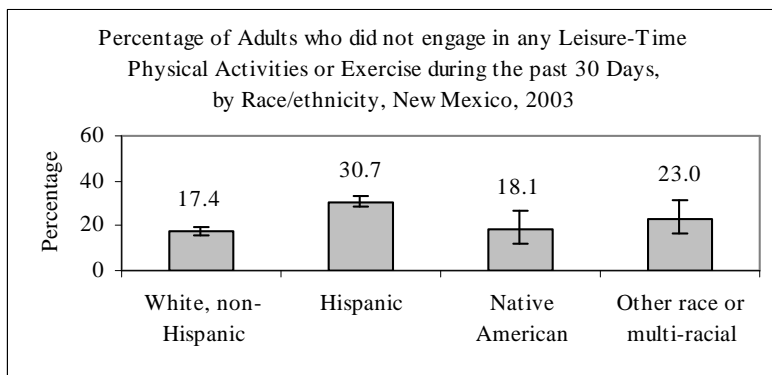 Percentage of Adults who did not engage in any Leisure-Time
Physical Activities or Exercise during the past 30 Days,
by Race/ethnicity, New Mexico, 2003
Percentage
60
40
20
0
17.4
30.7
18.1
23.0
White, non-
Hispanic
Hispanic
Native
American
Other race or
multi-racial